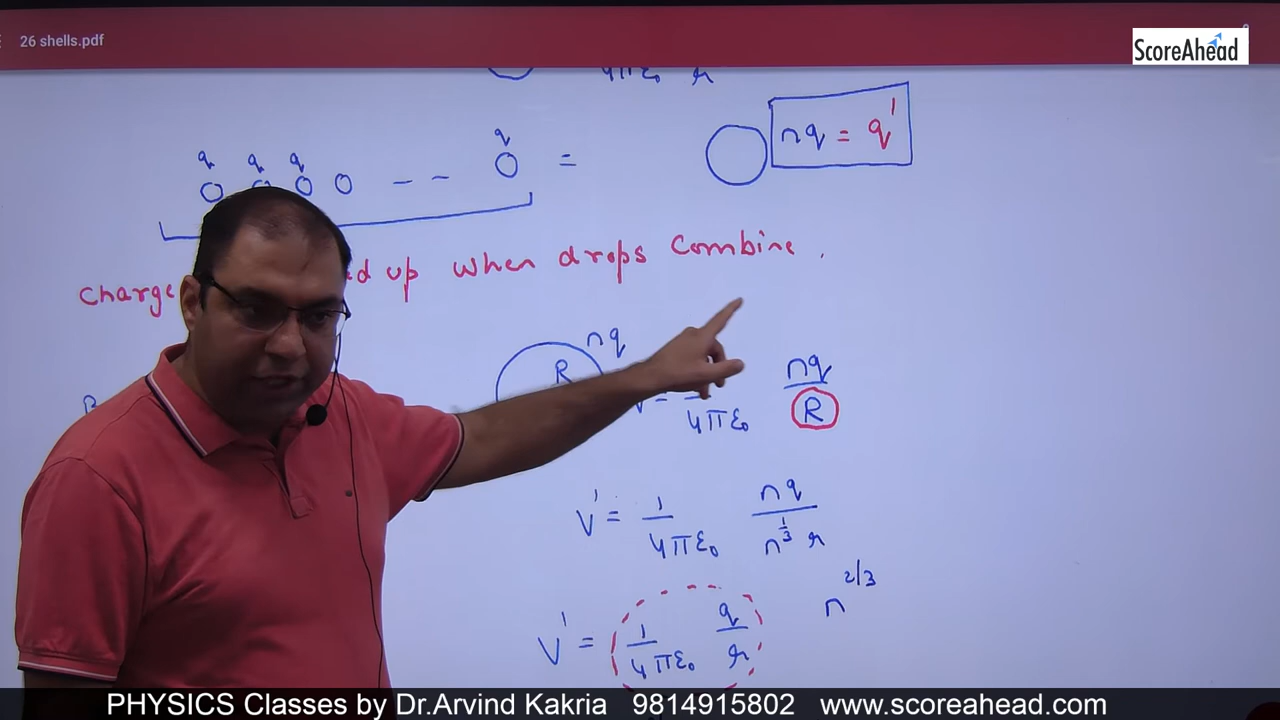 26 shells.pdf
ScoreAhead
4πε₀ r
q q q q
= nq = q'
charge d up when drops combine .
nq
R
V = 4πε₀ nq/R
V' = 1/4πε₀ nq/n^1/3 r
V' = 1/4πε₀ q/r n^2/3
PHYSICS Classes by Dr.Arvind Kakria 9814915802 www.scoreahead.com